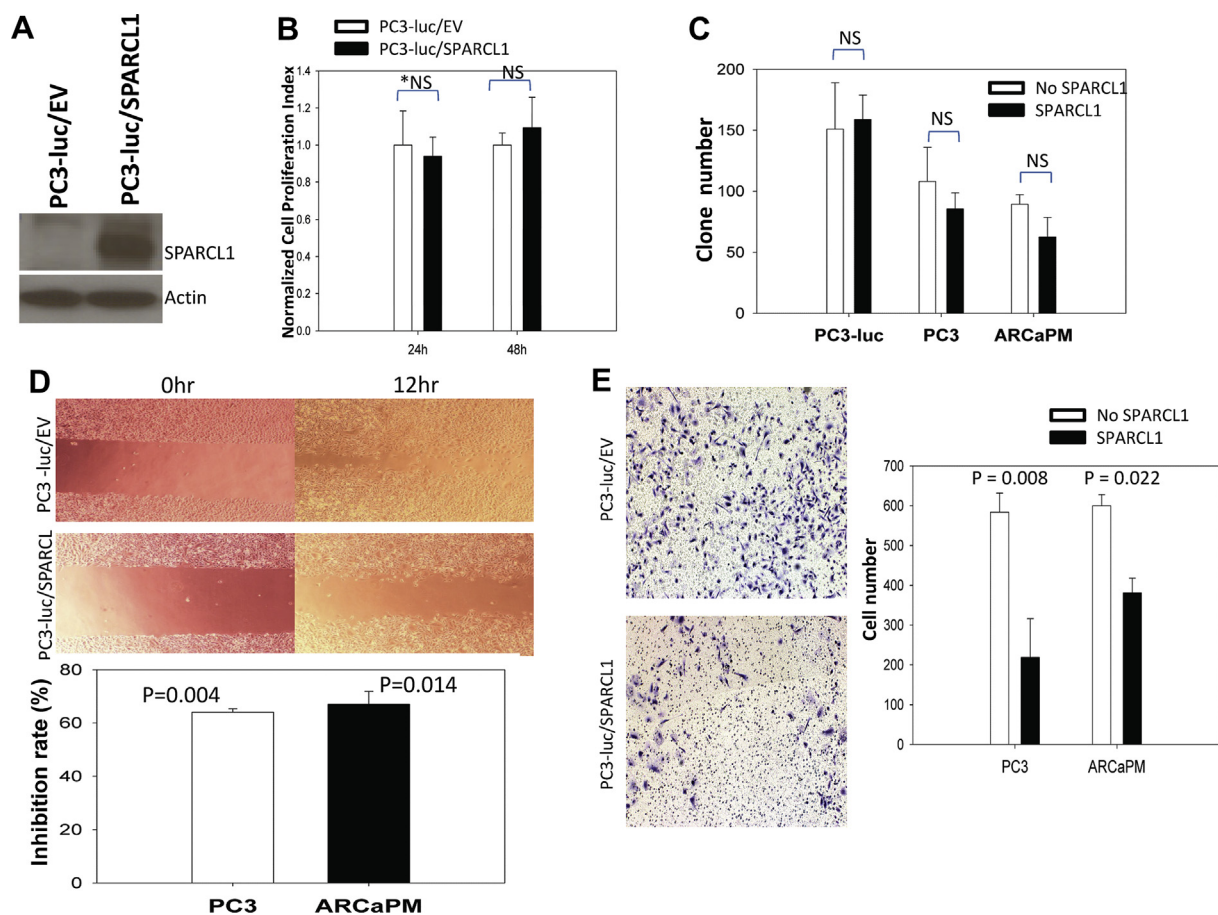 A
PC3-luc/EV
PC3-luc/SPARCL1
SPARCL1
Actin
B
PC3-luc/EV
PC3-luc/SPARCL1
Normalized Cell Proliferation Index
1.4
1.2
1.0
0.8
0.6
0.4
0.2
0.0
*NS
NS
24h
48h
C
NS
NS
NS
No SPARCL1
SPARCL1
Clone number
200
150
100
50
0
PC3-luc
PC3
ARCaPM
D
0hr
12hr
PC3 -luc/EV
PC3-luc/SPARCL
Inhibition rate (%)
80
60
40
20
0
P=0.004
P=0.014
PC3
ARCaPM
E
PC3-luc/EV
PC3-luc/SPARCL1
No SPARCL1
SPARCL1
Cell number
700
600
500
400
300
200
100
0
P = 0.008
P = 0.022
PC3
ARCaPM